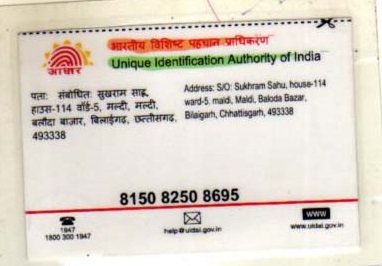 भारतीय विशिष्ट पहचान प्राधिकरण
Unique Identification Authority of India
आधार
पता: संबोधित: सुखराम साहू,
हाउस-114 वॉर्ड-5, मल्दी, मल्दी,
बलौदा बाज़ार, बिलाईगढ़, छत्तीसगढ़,
493338
Address: S/O: Sukhram Sahu, house-114
ward-5. maldi, Maldi, Baloda Bazar,
Bilaigarh, Chhattisgarh, 493338
8150 8250 8695
1947
1800 300 1947
help@uidai.gov.in
WWW
www.uidai.gov.in